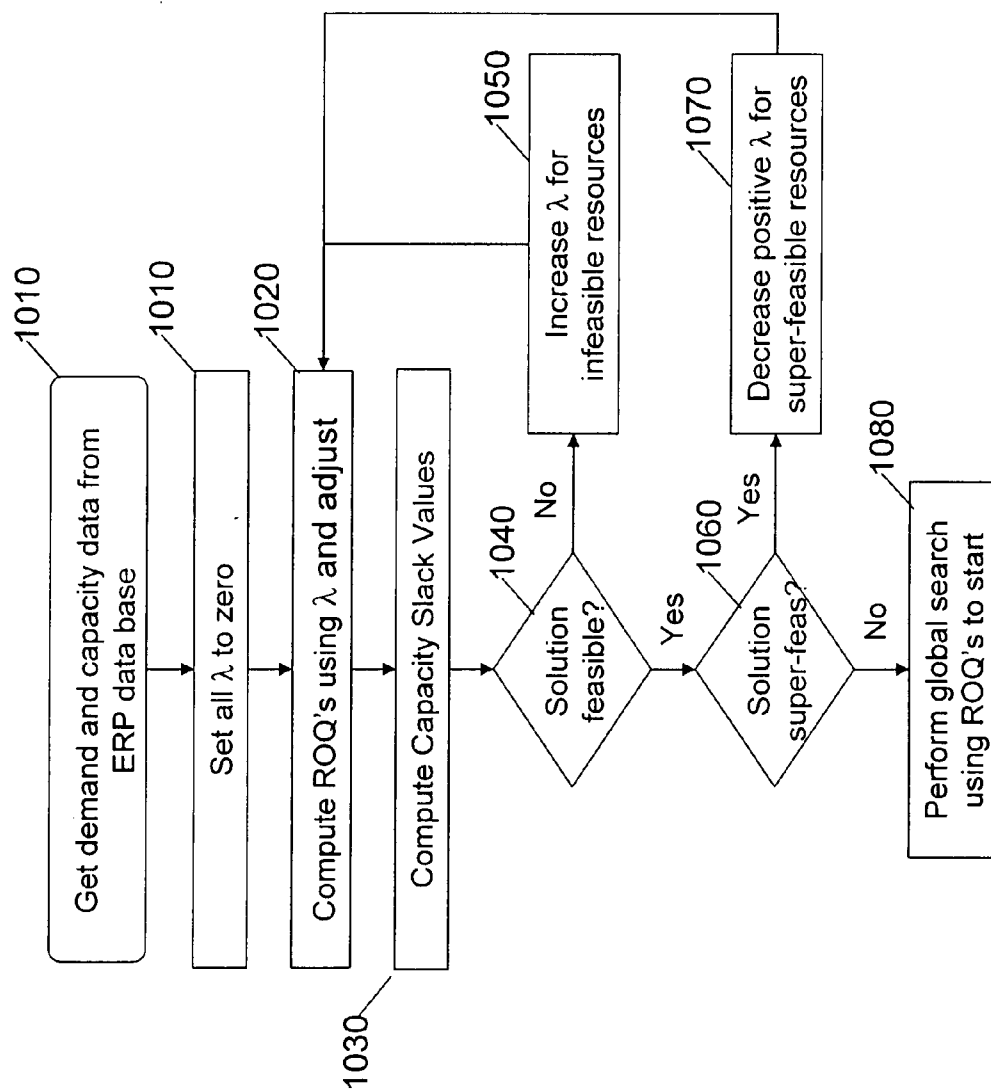 1010
Get demand and capacity data from
ERP data base
1010
Set all λ to zero
1020
Compute ROQ's using λ and adjust
1030
Compute Capacity Slack Values
1040
Solution
feasible?
No
1050
Increase λ for
infeasible resources
Yes
1060
Solution
super-feas?
Yes
1070
Decrease positive λ for
super-feasible resources
No
1080
Perform global search
using ROQ's to start